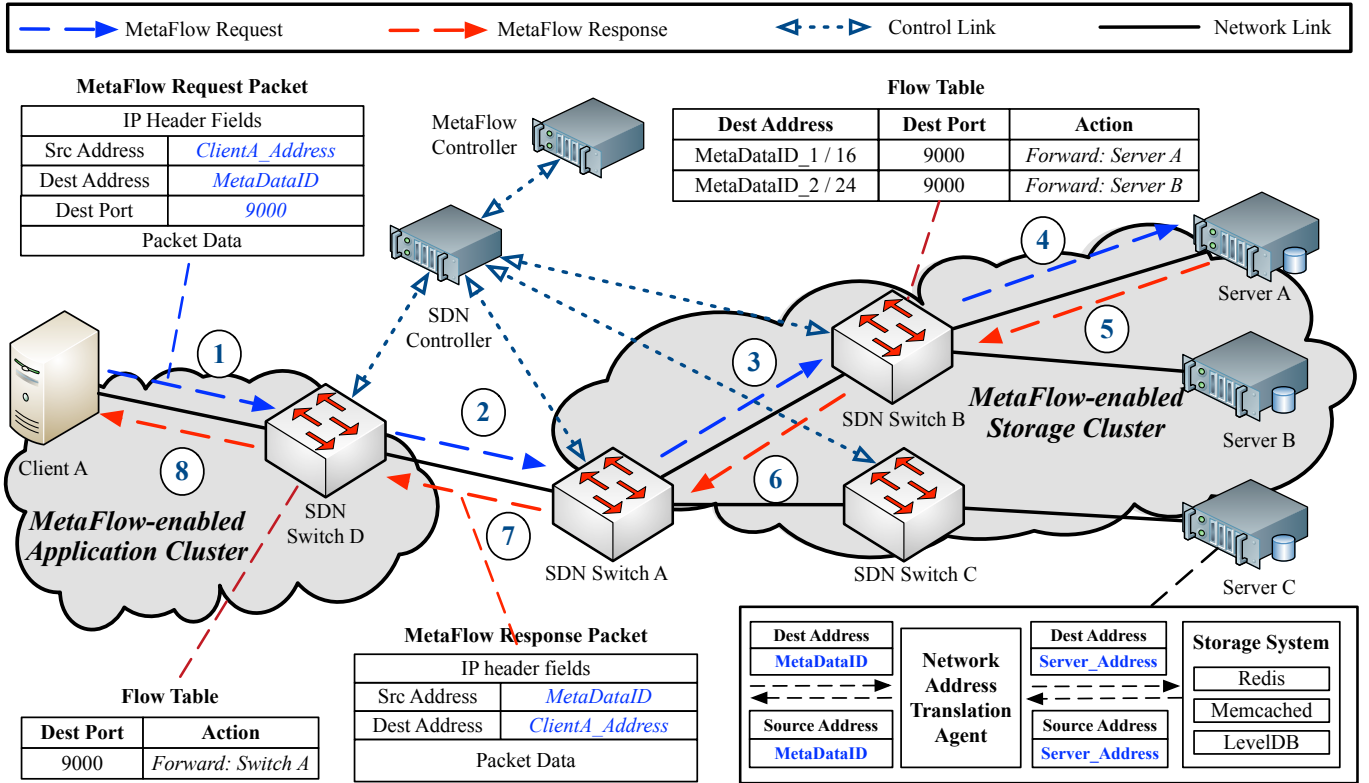 MetaFlow Request
MetaFlow Response
Control Link
Network Link
MetaFlow Request Packet
IP Header Fields
Src Address
ClientA_Address
Dest Address
MetaDataID
Dest Port
9000
Packet Data
MetaFlow
Controller
SDN
Controller
Flow Table
Dest Address
Dest Port
Action
MetaDataID_1 / 16
9000
Forward: Server A
MetaDataID_2 / 24
9000
Forward: Server B
1
2
3
4
5
6
7
8
Client A
SDN
Switch D
SDN Switch A
SDN Switch B
SDN Switch C
Server A
Server B
Server C
MetaFlow-enabled
Application Cluster
MetaFlow-enabled
Storage Cluster
Flow Table
Dest Port
Action
9000
Forward: Switch A
MetaFlow Response Packet
IP header fields
Src Address
MetaDataID
Dest Address
ClientA_Address
Packet Data
Dest Address
MetaDataID
Source Address
MetaDataID
Network
Address
Translation
Agent
Dest Address
Server_Address
Source Address
Server_Address
Storage System
Redis
Memcached
LevelDB